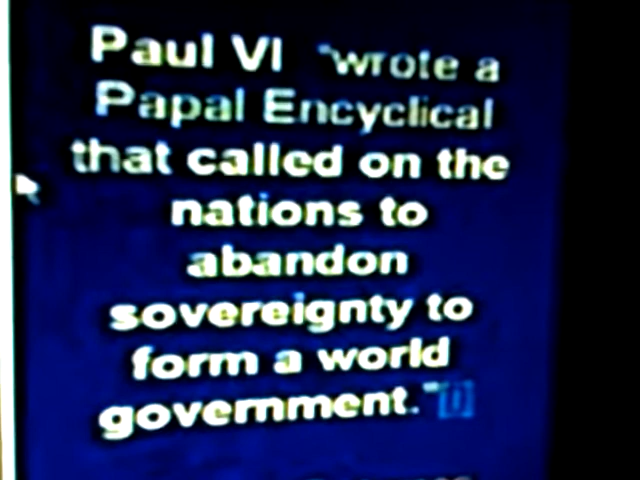 Paul VI "wrote a
Papal Encyclical
that called on the
nations to
abandon
sovereignty to
form a world
government."